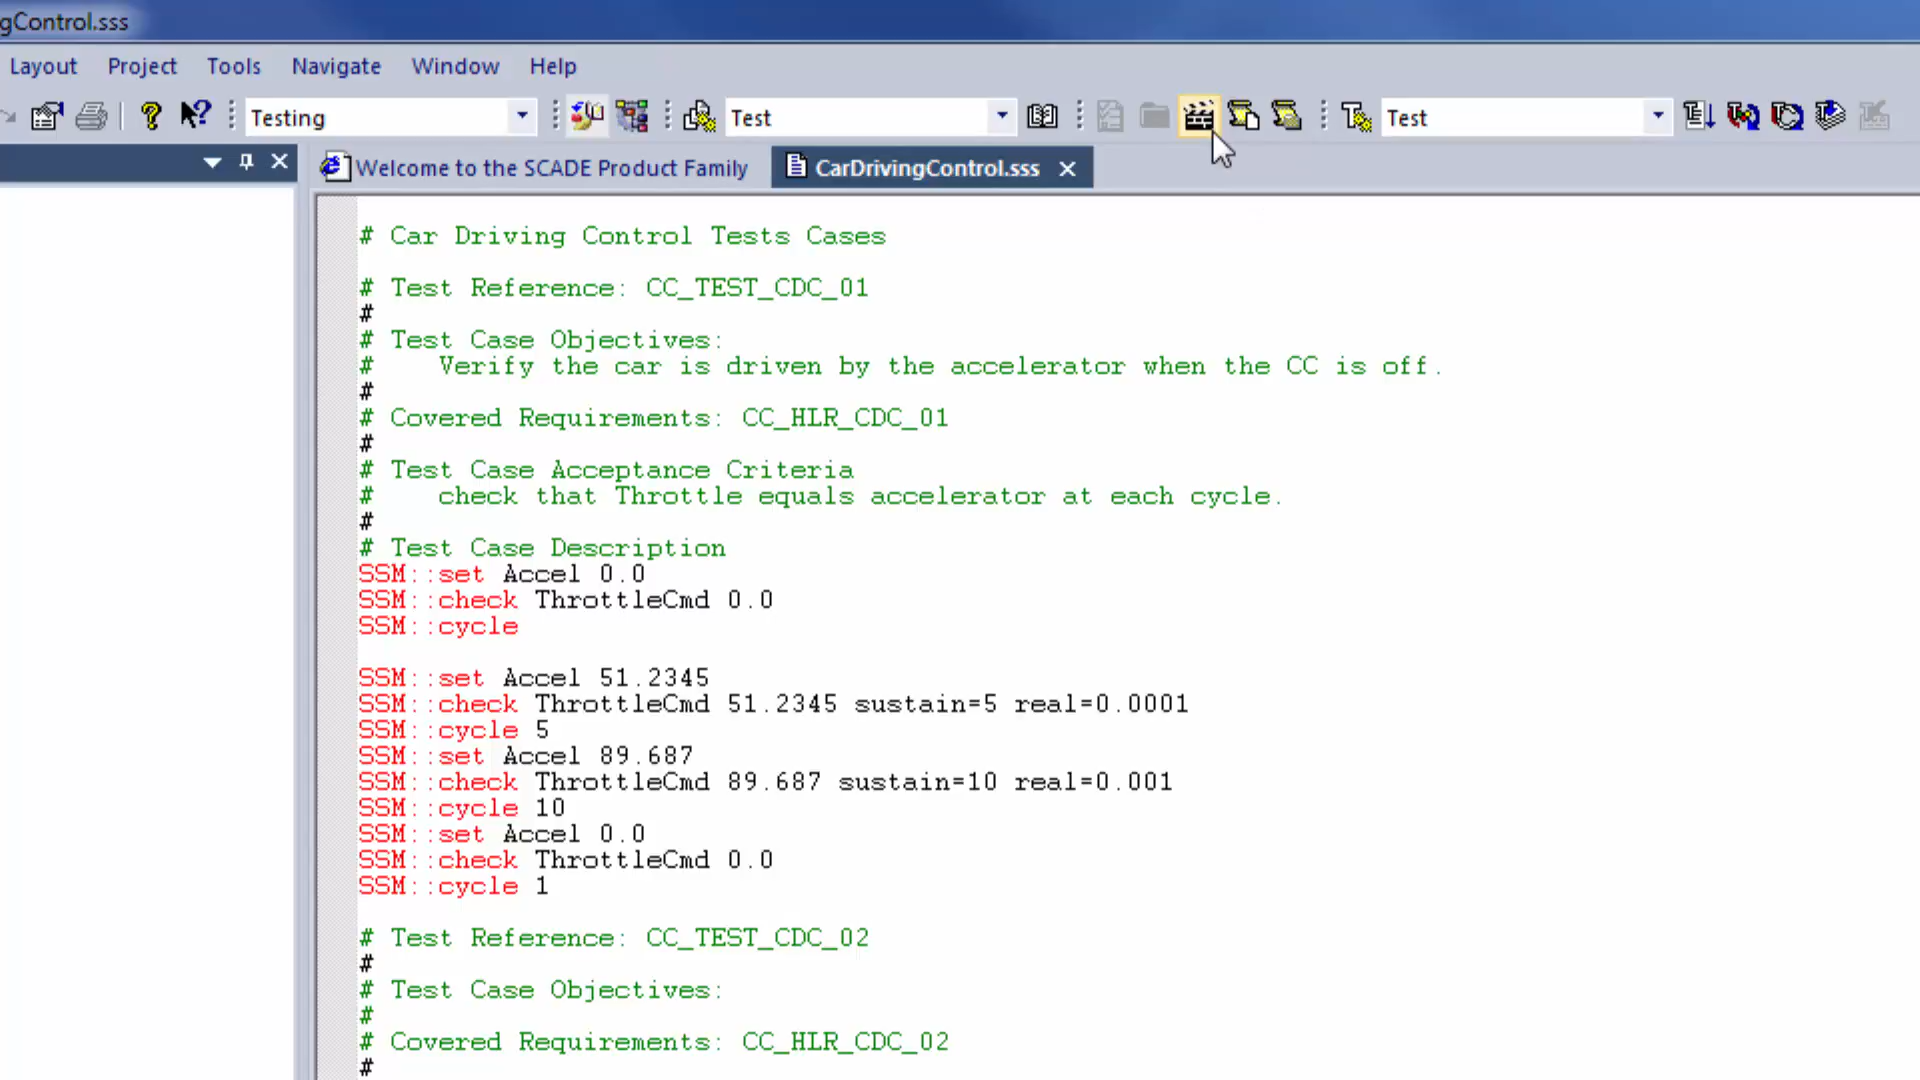 gControl.sss
Layout Project Tools Navigate Window Help
Testing Test Test
Welcome to the SCADE Product Family CarDrivingControl.sss
# Car Driving Control Tests Cases
# Test Reference: CC_TEST_CDC_01
#
# Test Case Objectives:
# Verify the car is driven by the accelerator when the CC is off.
#
# Covered Requirements: CC_HLR_CDC_01
#
# Test Case Acceptance Criteria
# check that Throttle equals accelerator at each cycle.
#
# Test Case Description
SSM::set Accel 0.0
SSM::check ThrottleCmd 0.0
SSM::cycle
SSM::set Accel 51.2345
SSM::check ThrottleCmd 51.2345 sustain=5 real=0.0001
SSM::cycle 5
SSM::set Accel 89.687
SSM::check ThrottleCmd 89.687 sustain=10 real=0.001
SSM::cycle 10
SSM::set Accel 0.0
SSM::check ThrottleCmd 0.0
SSM::cycle 1
# Test Reference: CC_TEST_CDC_02
#
# Test Case Objectives:
#
# Covered Requirements: CC_HLR_CDC_02
#